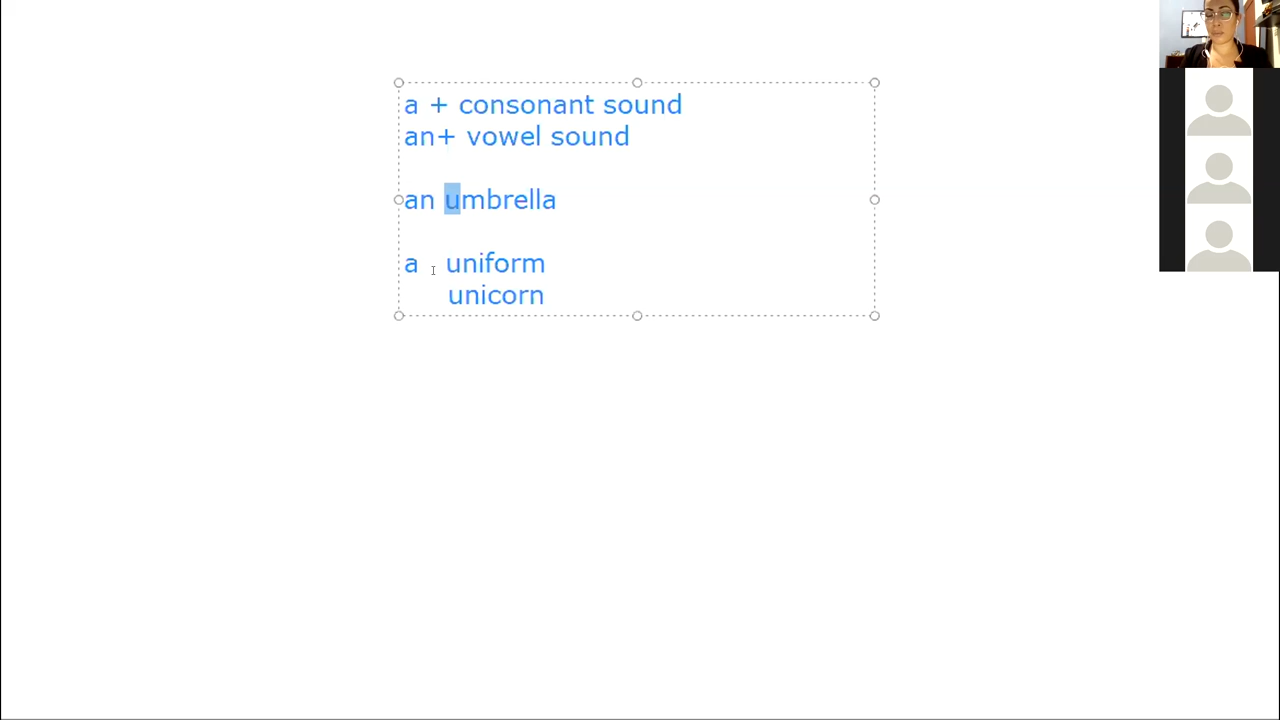 a + consonant sound
an+ vowel sound
an umbrella
a uniform
unicorn